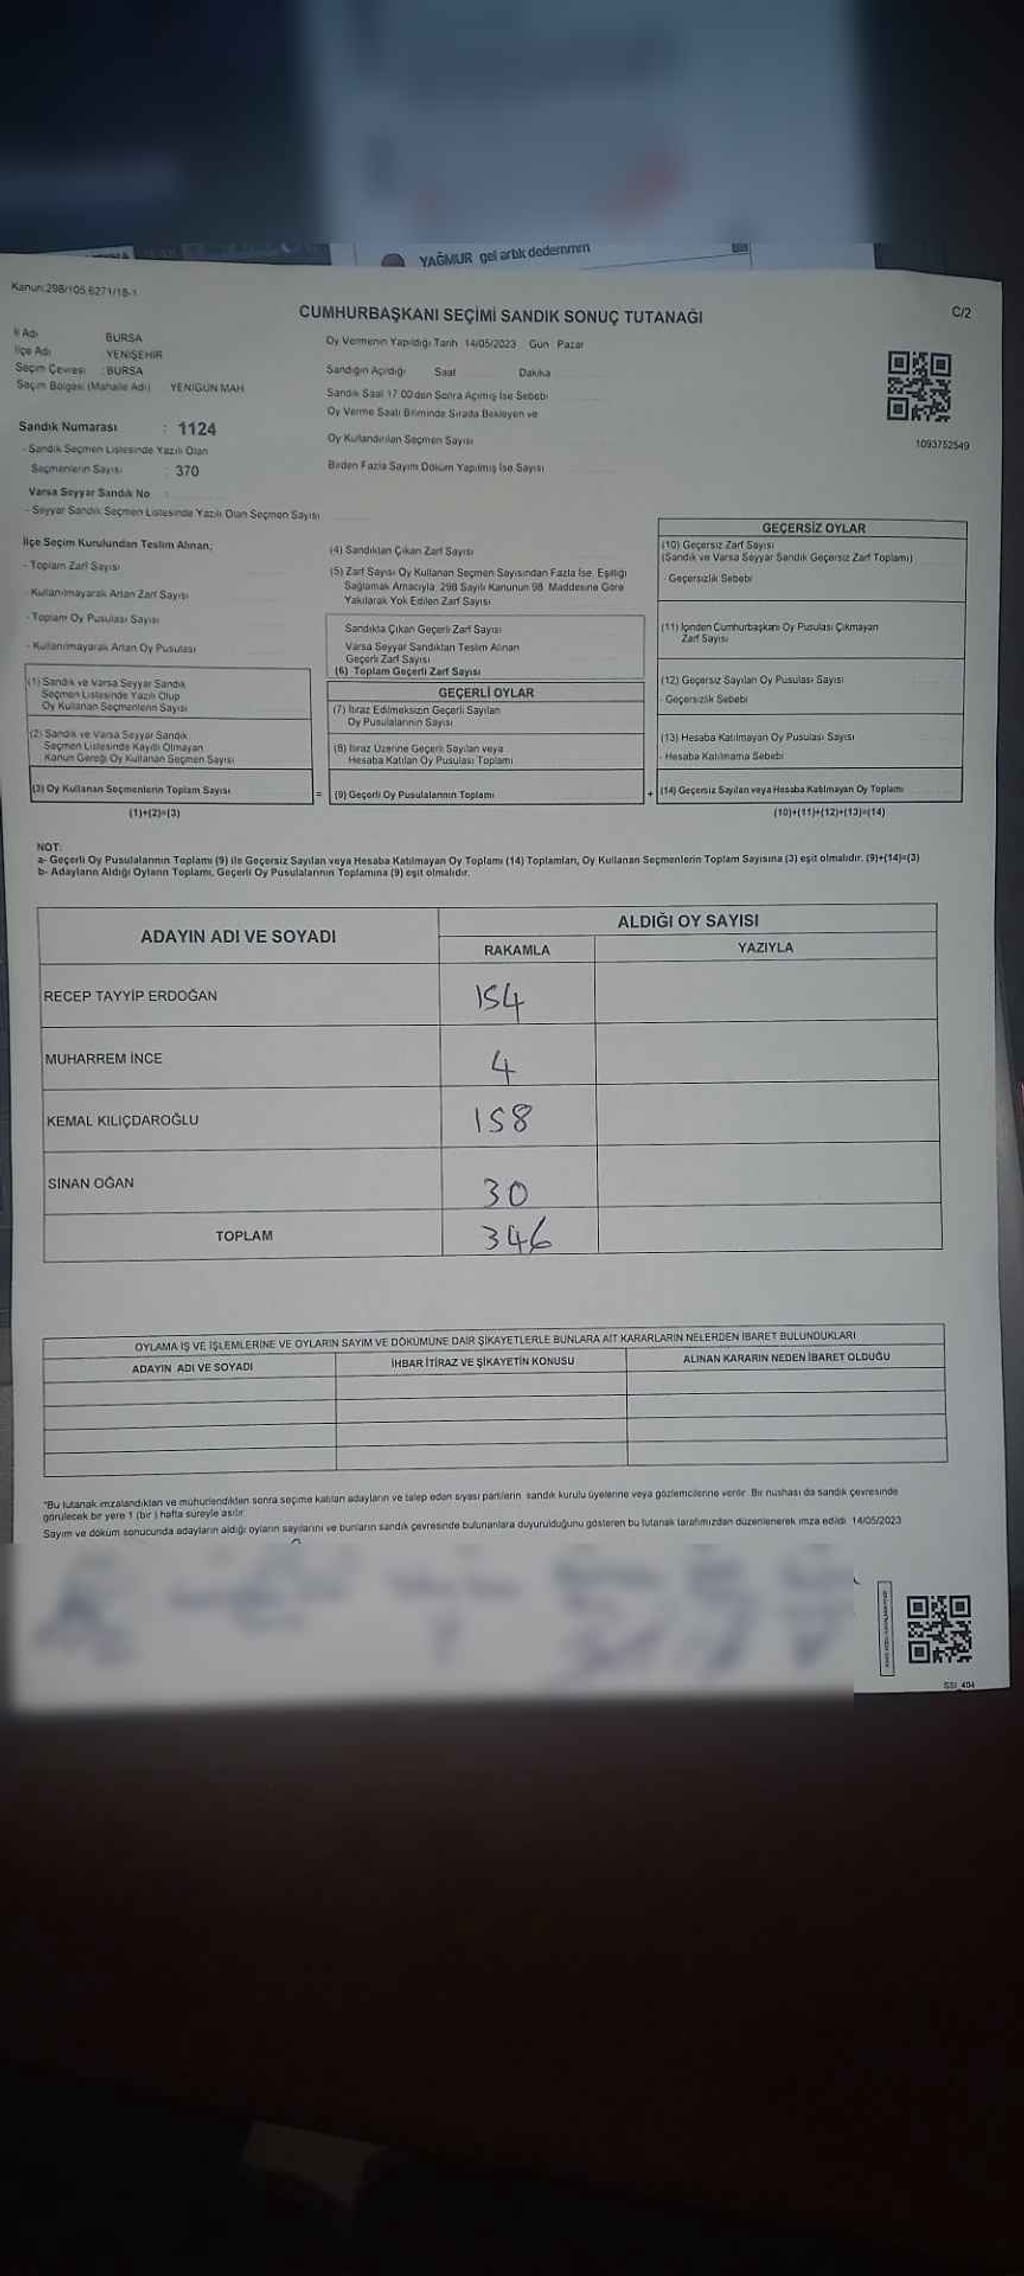 YAĞMUR gel artık dedemmm
Kanun:298/105,6271/18-1
C/2
CUMHURBAŞKANI SEÇİMİ SANDIK SONUÇ TUTANAĞI
İl Adı BURSA
İlçe Adı YENİŞEHİR
Seçim Çevresi : BURSA
Seçim Bölgesi (Mahalle Adı) YENİGÜN MAH
Sandık Numarası : 1124
- Sandık Seçmen Listesinde Yazılı Olan
Seçmenlerin Sayısı : 370
Varsa Seyyar Sandık No :
- Seyyar Sandık Seçmen Listesinde Yazılı Olan Seçmen Sayısı
Oy Vermenin Yapıldığı Tarih 14/05/2023 Gün Pazar
Sandığın Açıldığı Saat Dakika
Sandık Saat 17.00'den Sonra Açılmış İse Sebebi
Oy Verme Saati Bitiminde Sırada Bekleyen ve
Oy Kullandırılan Seçmen Sayısı
Birden Fazla Sayım Döküm Yapılmış İse Sayısı
1093752549
İlçe Seçim Kurulundan Teslim Alınan;
- Toplam Zarf Sayısı
- Kullanılmayarak Artan Zarf Sayısı
- Toplam Oy Pusulası Sayısı
- Kullanılmayarak Artan Oy Pusulası
(1) Sandık ve Varsa Seyyar Sandık
Seçmen Listesinde Yazılı Olup
Oy Kullanan Seçmenlerin Sayısı
(2) Sandık ve Varsa Seyyar Sandık
Seçmen Listesinde Kayıtlı Olmayan
Kanun Gereği Oy Kullanan Seçmen Sayısı
(3) Oy Kullanan Seçmenlerin Toplam Sayısı
(1)+(2)=(3)
(4) Sandıktan Çıkan Zarf Sayısı
(5) Zarf Sayısı Oy Kullanan Seçmen Sayısından Fazla İse, Eşitliği
Sağlamak Amacıyla, 298 Sayılı Kanunun 98. Maddesine Göre
Yakılarak Yok Edilen Zarf Sayısı
Sandıkta Çıkan Geçerli Zarf Sayısı
Varsa Seyyar Sandıktan Teslim Alınan
Geçerli Zarf Sayısı
(6) Toplam Geçerli Zarf Sayısı
GEÇERLİ OYLAR
(7) İtiraz Edilmeksizin Geçerli Sayılan
Oy Pusulalarının Sayısı
(8) İtiraz Üzerine Geçerli Sayılan veya
Hesaba Katılan Oy Pusulası Toplamı
= (9) Geçerli Oy Pusulalarının Toplamı
GEÇERSİZ OYLAR
(10) Geçersiz Zarf Sayısı
(Sandık ve Varsa Seyyar Sandık Geçersiz Zarf Toplamı)
- Geçersizlik Sebebi
(11) İçinden Cumhurbaşkanı Oy Pusulası Çıkmayan
Zarf Sayısı
(12) Geçersiz Sayılan Oy Pusulası Sayısı
- Geçersizlik Sebebi
(13) Hesaba Katılmayan Oy Pusulası Sayısı
- Hesaba Katılmama Sebebi
+ (14) Geçersiz Sayılan veya Hesaba Katılmayan Oy Toplamı
(10)+(11)+(12)+(13)=(14)
NOT:
a- Geçerli Oy Pusulalarının Toplamı (9) ile Geçersiz Sayılan veya Hesaba Katılmayan Oy Toplamı (14) Toplamları, Oy Kullanan Seçmenlerin Toplam Sayısına (3) eşit olmalıdır. (9)+(14)=(3)
b- Adayların Aldığı Oyların Toplamı, Geçerli Oy Pusulalarının Toplamına (9) eşit olmalıdır.
ADAYIN ADI VE SOYADI ALDIĞI OY SAYISI
RAKAMLA YAZIYLA
RECEP TAYYİP ERDOĞAN 154
MUHARREM İNCE 4
KEMAL KILIÇDAROĞLU 158
SİNAN OĞAN 30
TOPLAM 346
OYLAMA İŞ VE İŞLEMLERİNE VE OYLARIN SAYIM VE DÖKÜMÜNE DAİR ŞİKAYETLERLE BUNLARA AİT KARARLARIN NELERDEN İBARET BULUNDUKLARI
ADAYIN ADI VE SOYADI İHBAR İTİRAZ VE ŞİKAYETİN KONUSU ALINAN KARARIN NEDEN İBARET OLDUĞU
*Bu tutanak imzalandıktan ve mühürlendikten sonra seçime katılan adayların ve talep eden siyasi partilerin sandık kurulu üyelerine veya gözlemcilerine verilir. Bir nüshası da sandık çevresinde
görülecek bir yere 1 (bir) hafta süreyle asılır.
Sayım ve döküm sonucunda adayların aldığı oyların sayılarını ve bunların sandık çevresinde bulunanlara duyurulduğunu gösteren bu tutanak tarafımızdan düzenlenerek imza edildi. 14/05/2023
SSI_404